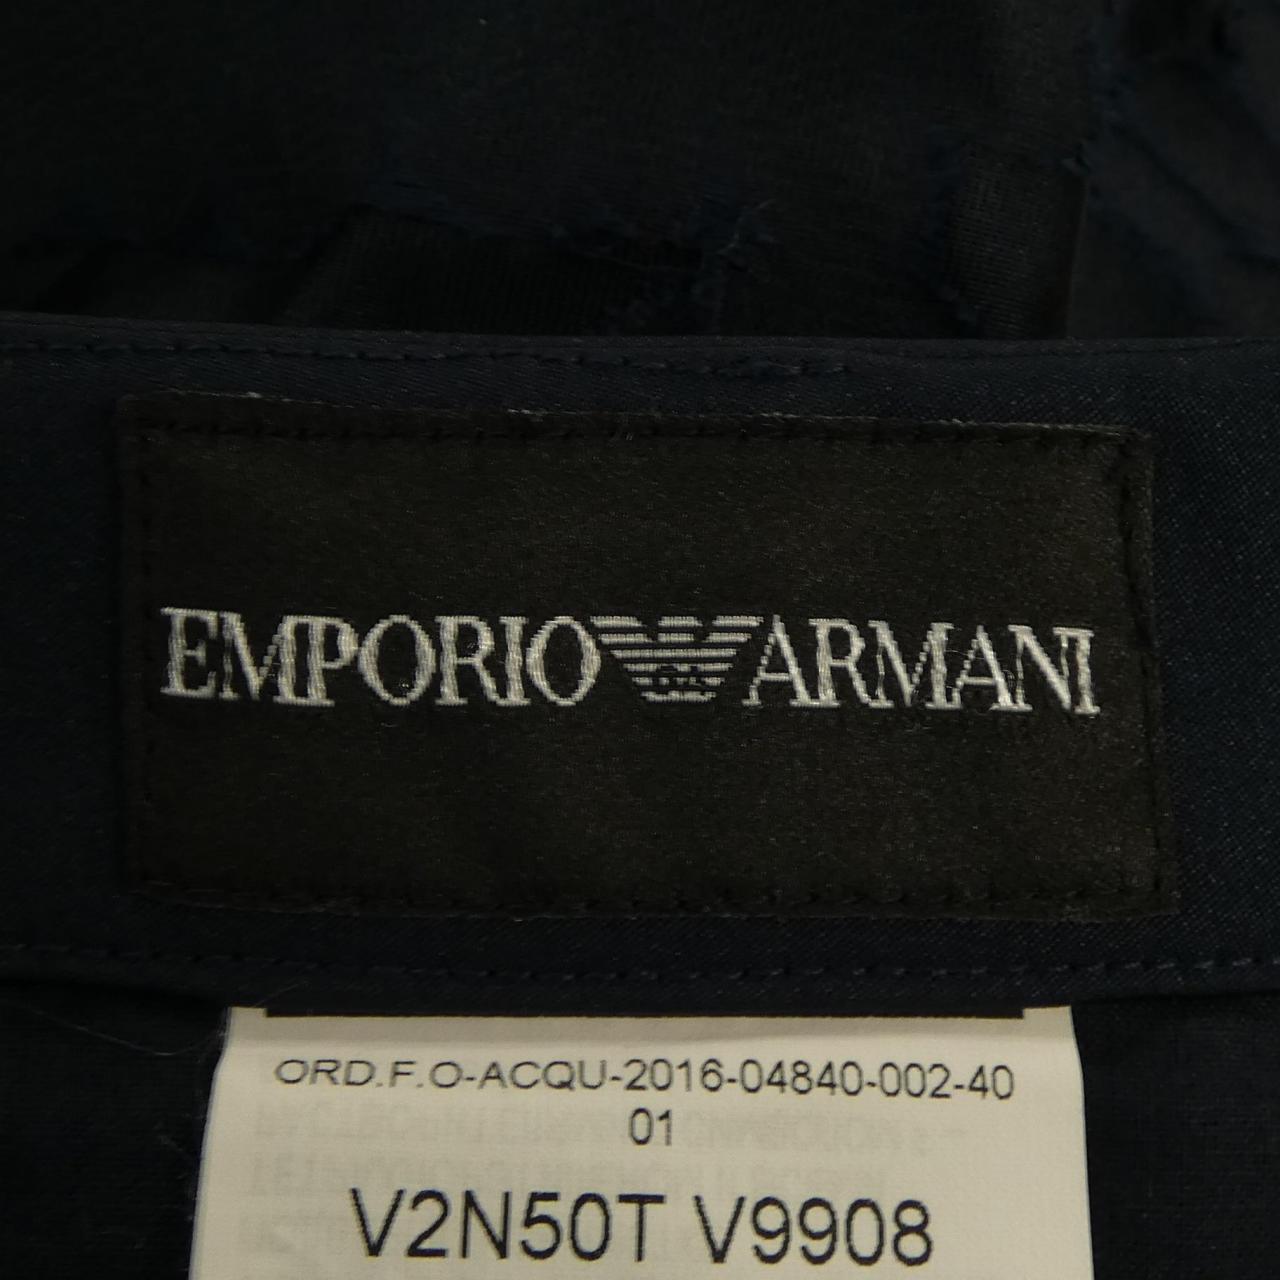 EMPORIO ARMANI
ORD.F.O-ACQU-2016-04840-002-40
01
V2N50T V9908